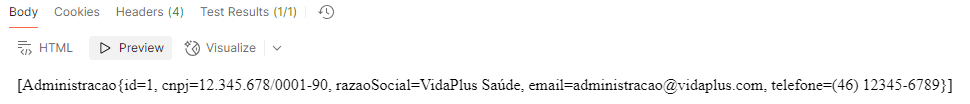 Body Cookies Headers (4) Test Results (1/1)
HTML Preview Visualize
[Administracao{id=1, cnpj=12.345.678/0001-90, razaoSocial=VidaPlus Saúde, email=administracao@vidaplus.com, telefone=(46) 12345-6789}]